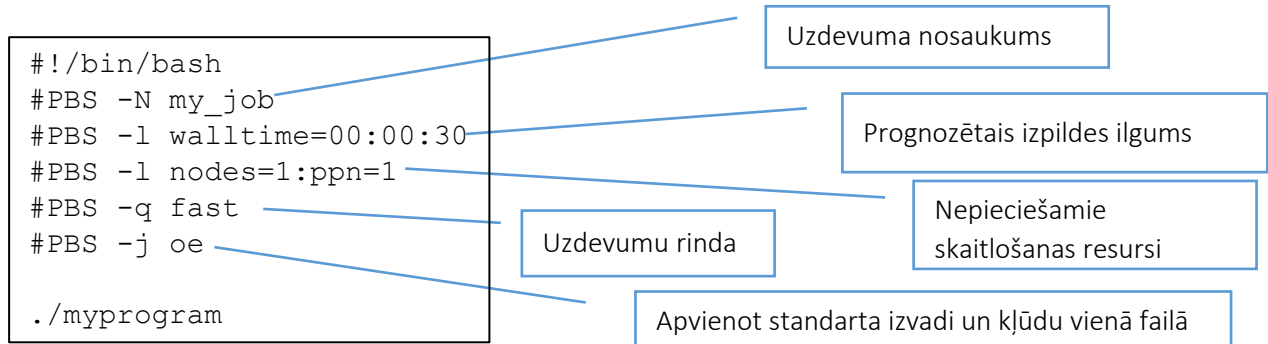 #!/bin/bash
#PBS -N my_job
#PBS -l walltime=00:00:30
#PBS -l nodes=1:ppn=1
#PBS -q fast
#PBS -j oe
./myprogram
Uzdevuma nosaukums
Prognozētais izpildes ilgums
Nepieciešamie
skaitlošanas resursi
Uzdevumu rinda
Apvienot standarta izvadi un kļūdu vienā failā